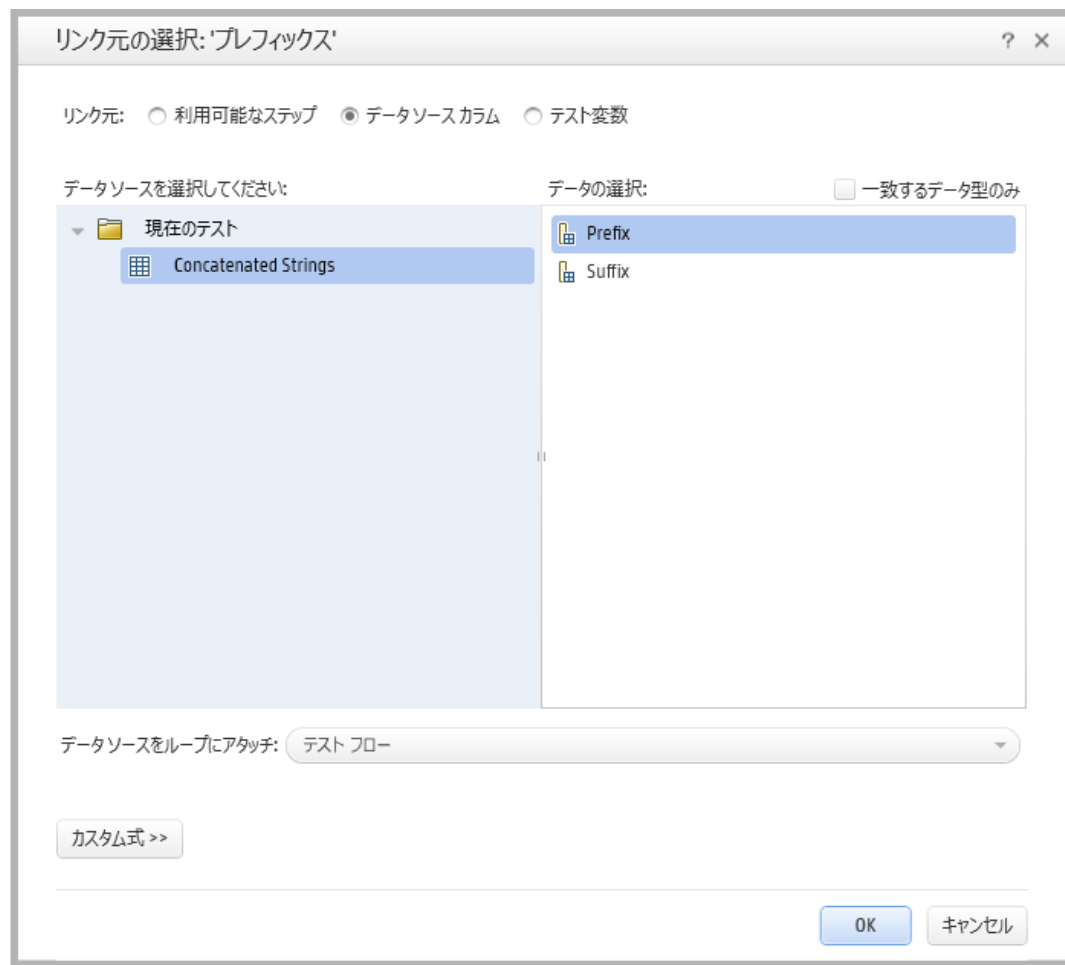 リンク元の選択: 'プレフィックス'
? ×
リンク元: 利用可能なステップ データ ソース カラム テスト変数
データ ソースを選択してください: データの選択: 一致するデータ型のみ
現在のテスト
Concatenated Strings
Prefix
Suffix
データ ソースをループにアタッチ: テスト フロー
カスタム式 >>
OK キャンセル